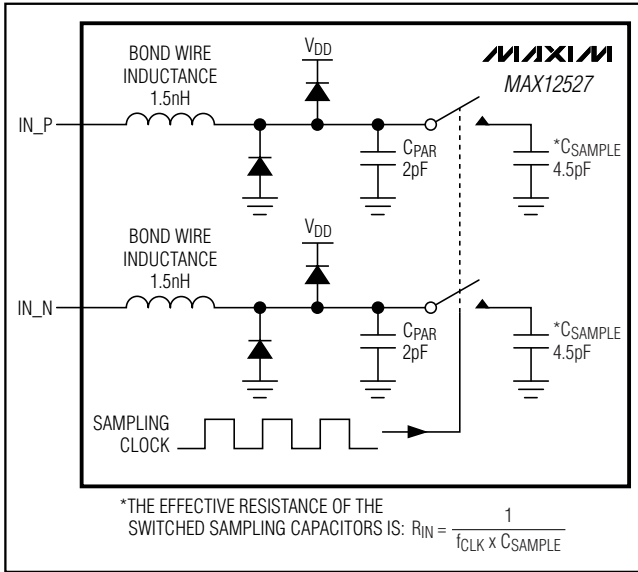 BOND WIRE
INDUCTANCE
1.5nH
VDD
MAXIM
MAX12527
IN_P
CPAR
2pF
*CSAMPLE
4.5pF
BOND WIRE
INDUCTANCE
1.5nH
VDD
IN_N
CPAR
2pF
*CSAMPLE
4.5pF
SAMPLING
CLOCK
*THE EFFECTIVE RESISTANCE OF THE
SWITCHED SAMPLING CAPACITORS IS: RIN = 1 / fCLK x CSAMPLE